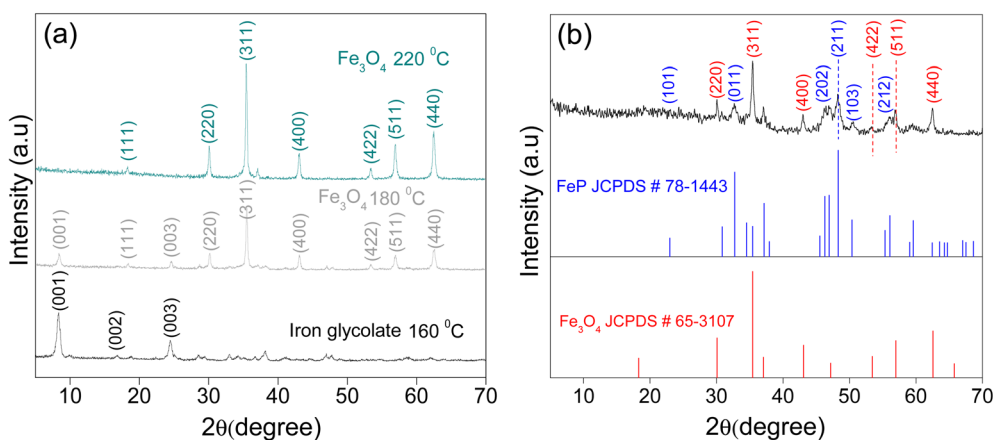 (a)
Fe₃O₄ 220 ⁰C
(111)
(220)
(311)
(400)
(422)
(511)
(440)
Fe₃O₄ 180 ⁰C
(001)
(111)
(003)
(220)
(311)
(400)
(422)
(511)
(440)
(001)
(002)
(003)
Iron glycolate 160 ⁰C
Intensity (a.u)
10 20 30 40 50 60 70
2θ(degree)
(b)
(101)
(220)
(011)
(311)
(400)
(202)
(211)
(103)
(422)
(212)
(511)
(440)
FeP JCPDS # 78-1443
Fe₃O₄ JCPDS # 65-3107
Intensity (a.u)
10 20 30 40 50 60 70
2θ(degree)